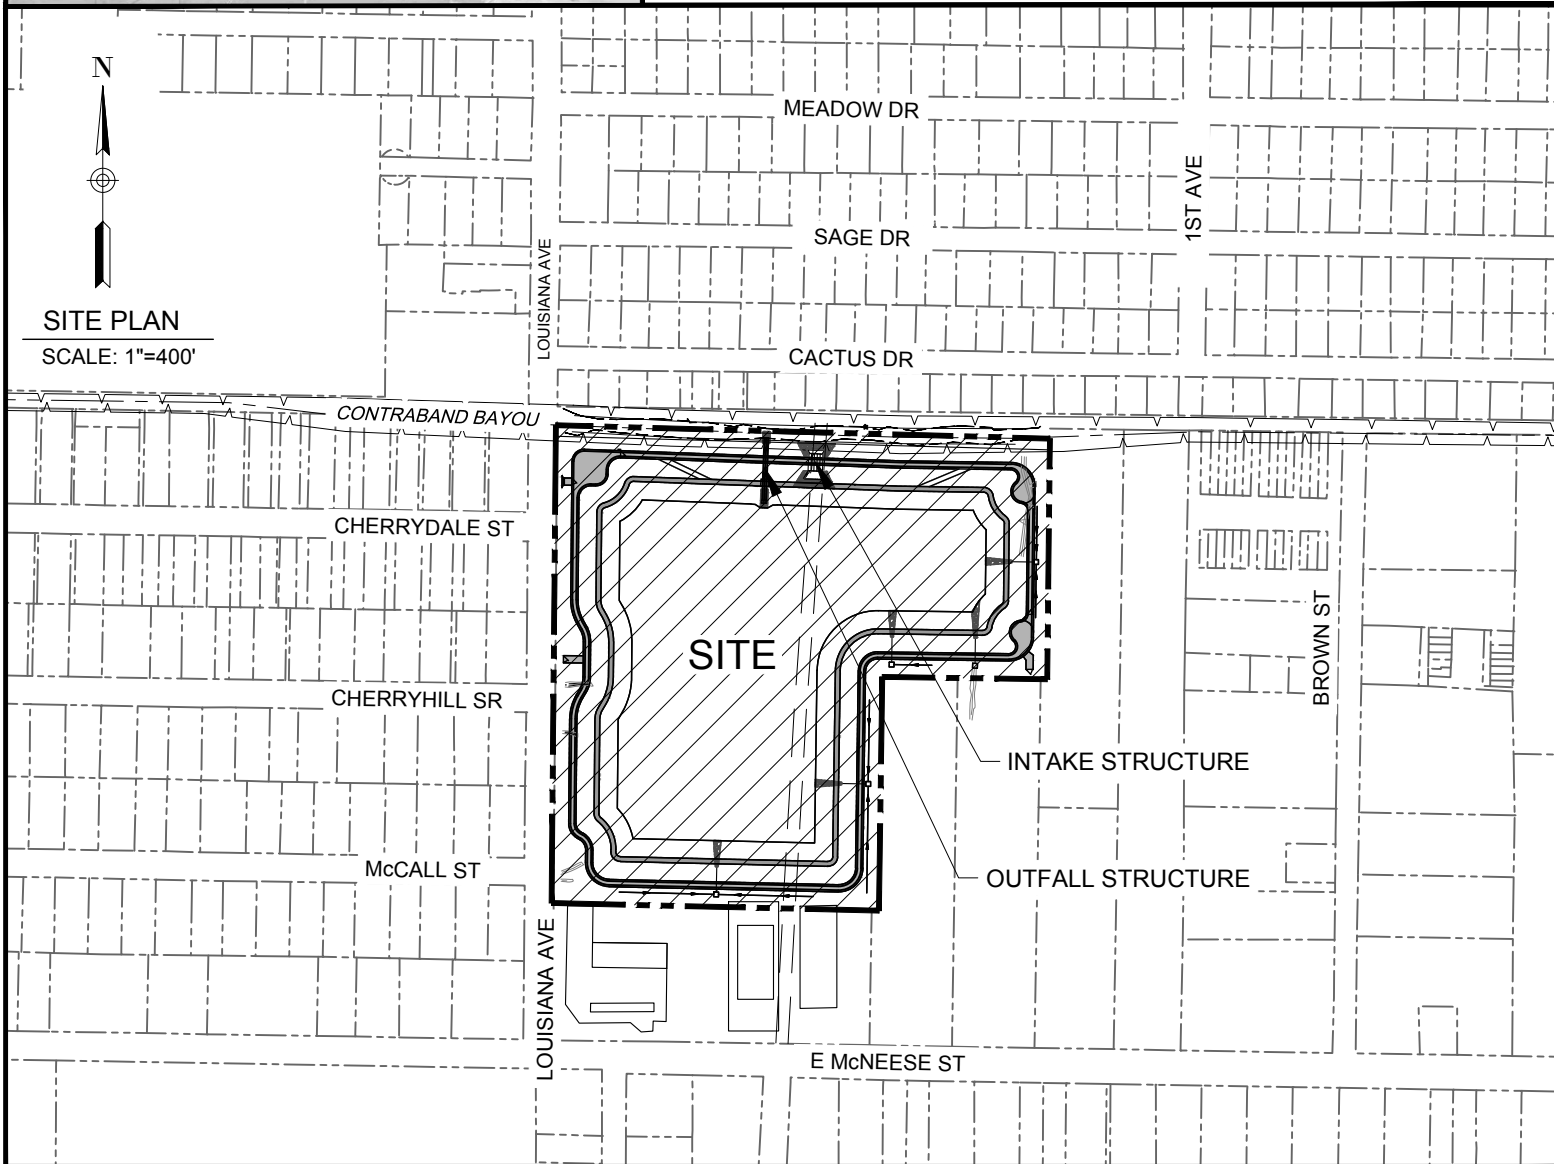 N
SITE PLAN
SCALE: 1"=400'
MEADOW DR
1ST AVE
SAGE DR
LOUISIANA AVE
CACTUS DR
CONTRABAND BAYOU
CHERRYDALE ST
SITE
BROWN ST
CHERRYHILL SR
INTAKE STRUCTURE
McCALL ST
OUTFALL STRUCTURE
LOUISIANA AVE
E McNEESE ST